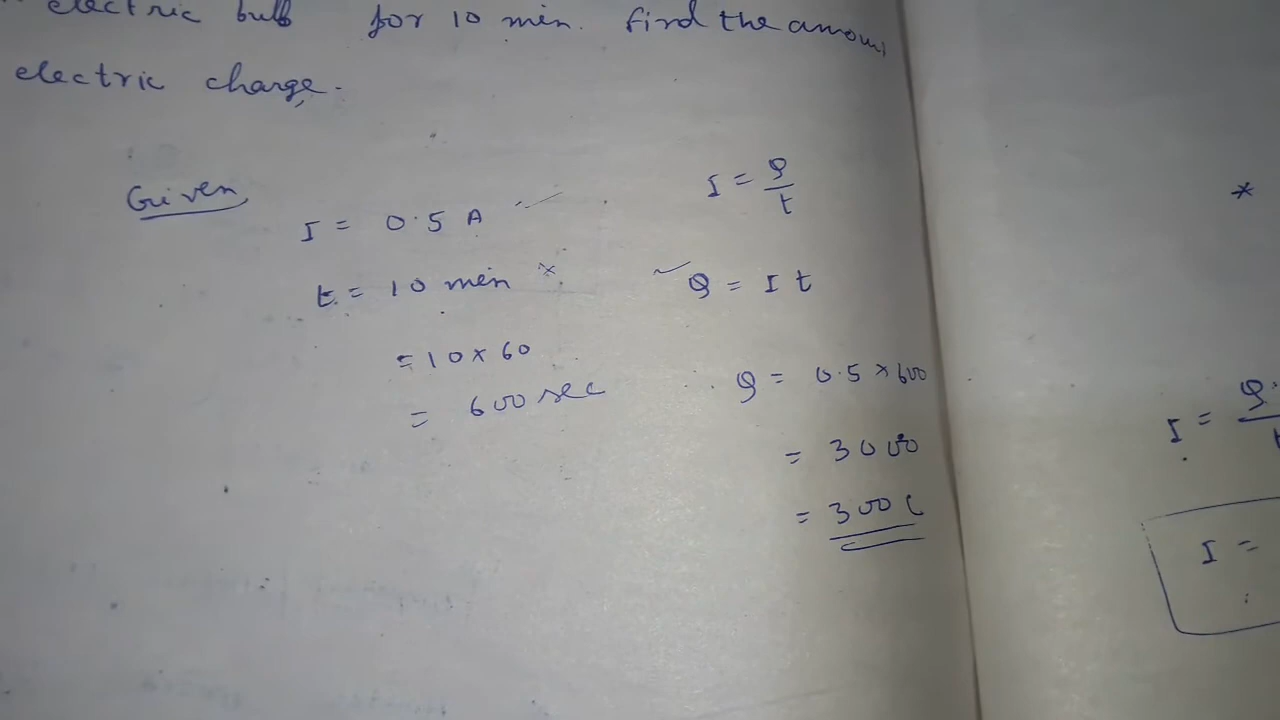 electric bulb for 10 min. find the amoun
electric charge.
Given
I = 0.5 A
t = 10 min ×
= 10 × 60
= 600 sec
I = Q/t
Q = I t
Q = 0.5 × 600
= 300.0
= 300 C
*
I = Q/t
I =